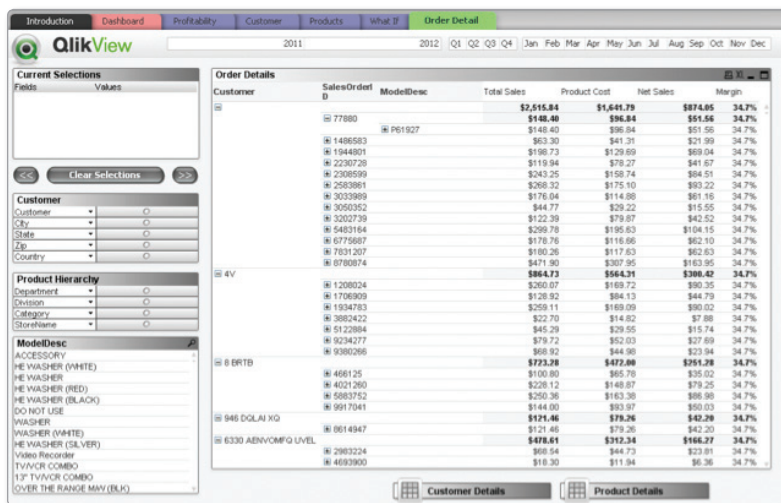 Introduction Dashboard Profitability Customer Products What If Order Detail
QlikView 2011 2012 Q1 Q2 Q3 Q4 Jan Feb Mar Apr May Jun Jul Aug Sep Oct Nov Dec
Current Selections
Fields Values
<< Clear Selections >>
Customer
Customer
City
State
Zip
Country
Product Hierarchy
Department
Division
Category
StoreName
ModelDesc
ACCESSORY
HE WASHER (WHITE)
HE WASHER
HE WASHER (RED)
HE WASHER (BLACK)
DO NOT USE
WASHER
WASHER (WHITE)
HE WASHER (SILVER)
Video Recorder
TV/VCR COMBO
13" TV/VCR COMBO
OVER THE RANGE MAV (BLK)
Order Details
Customer SalesOrderID ModelDesc Total Sales Product Cost Net Sales Margin
$2,515.84 $1,641.79 $874.05 34.7%
77880 $148.40 $96.84 $51.56 34.7%
P61927 $148.40 $96.84 $51.56 34.7%
1486583 $63.30 $41.31 $21.99 34.7%
1944801 $198.73 $129.69 $69.04 34.7%
2230728 $119.94 $78.27 $41.67 34.7%
2308599 $243.25 $158.74 $84.51 34.7%
2583861 $268.32 $175.10 $93.22 34.7%
3033989 $176.04 $114.88 $61.16 34.7%
3050352 $44.77 $29.22 $15.55 34.7%
3202739 $122.39 $79.87 $42.52 34.7%
5483164 $299.78 $195.63 $104.15 34.7%
6775687 $178.76 $116.66 $62.10 34.7%
7831207 $180.26 $117.63 $62.63 34.7%
8780874 $471.90 $307.95 $163.95 34.7%
4V $864.73 $564.31 $300.42 34.7%
1208024 $260.07 $169.72 $90.35 34.7%
1706909 $128.92 $84.13 $44.79 34.7%
1934783 $259.11 $169.09 $90.02 34.7%
3882422 $22.70 $14.82 $7.88 34.7%
5122884 $45.29 $29.55 $15.74 34.7%
9234277 $79.72 $52.03 $27.69 34.7%
9380266 $68.92 $44.98 $23.94 34.7%
8 BRTB $723.28 $472.00 $251.28 34.7%
466125 $100.80 $65.78 $35.02 34.7%
4021260 $228.12 $148.87 $79.25 34.7%
5883752 $250.36 $163.38 $86.98 34.7%
9917041 $144.00 $93.97 $50.03 34.7%
946 DQLAI XQ $121.46 $79.26 $42.20 34.7%
8614947 $121.46 $79.26 $42.20 34.7%
6330 AENVOMFQ UVEL $478.61 $312.34 $166.27 34.7%
2983224 $68.54 $44.73 $23.81 34.7%
4693900 $18.30 $11.94 $6.36 34.7%
Customer Details Product Details